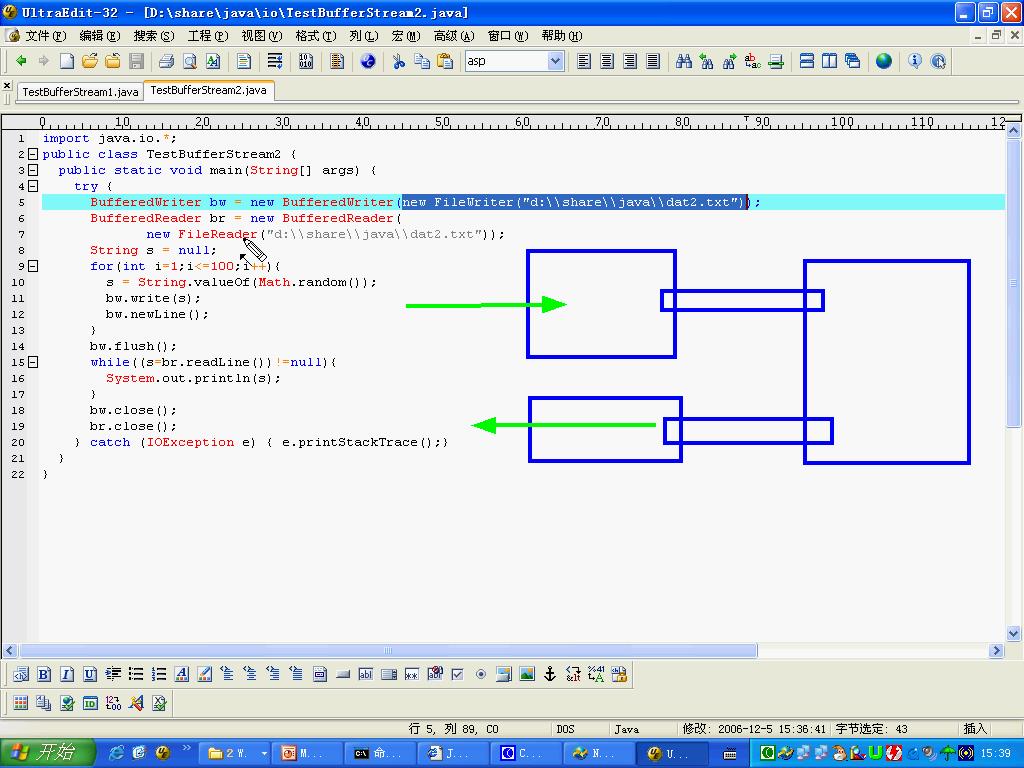 UltraEdit-32 - [D:\share\java\io\TestBufferStream2.java]
文件(F) 编辑(E) 搜索(S) 工程(P) 视图(V) 格式(T) 列(L) 宏(M) 高级(A) 窗口(W) 帮助(H)
asp
TestBufferStream1.java TestBufferStream2.java
0 10 20 30 40 50 60 70 80 90 100 110 12
1 import java.io.*;
2 public class TestBufferStream2 {
3 public static void main(String[] args) {
4 try {
5 BufferedWriter bw = new BufferedWriter(new FileWriter("d:\\share\\java\\dat2.txt"));
6 BufferedReader br = new BufferedReader(
7 new FileReader("d:\\share\\java\\dat2.txt"));
8 String s = null;
9 for(int i=1;i<=100;i++){
10 s = String.valueOf(Math.random());
11 bw.write(s);
12 bw.newLine();
13 }
14 bw.flush();
15 while((s=br.readLine())!=null){
16 System.out.println(s);
17 }
18 bw.close();
19 br.close();
20 } catch (IOException e) { e.printStackTrace();}
21 }
22 }
行 5, 列 89, C0 DOS Java 修改: 2006-12-5 15:36:41 字节选定: 43 插入
开始 2 W. M... 命... J... C... N... U... 15:39